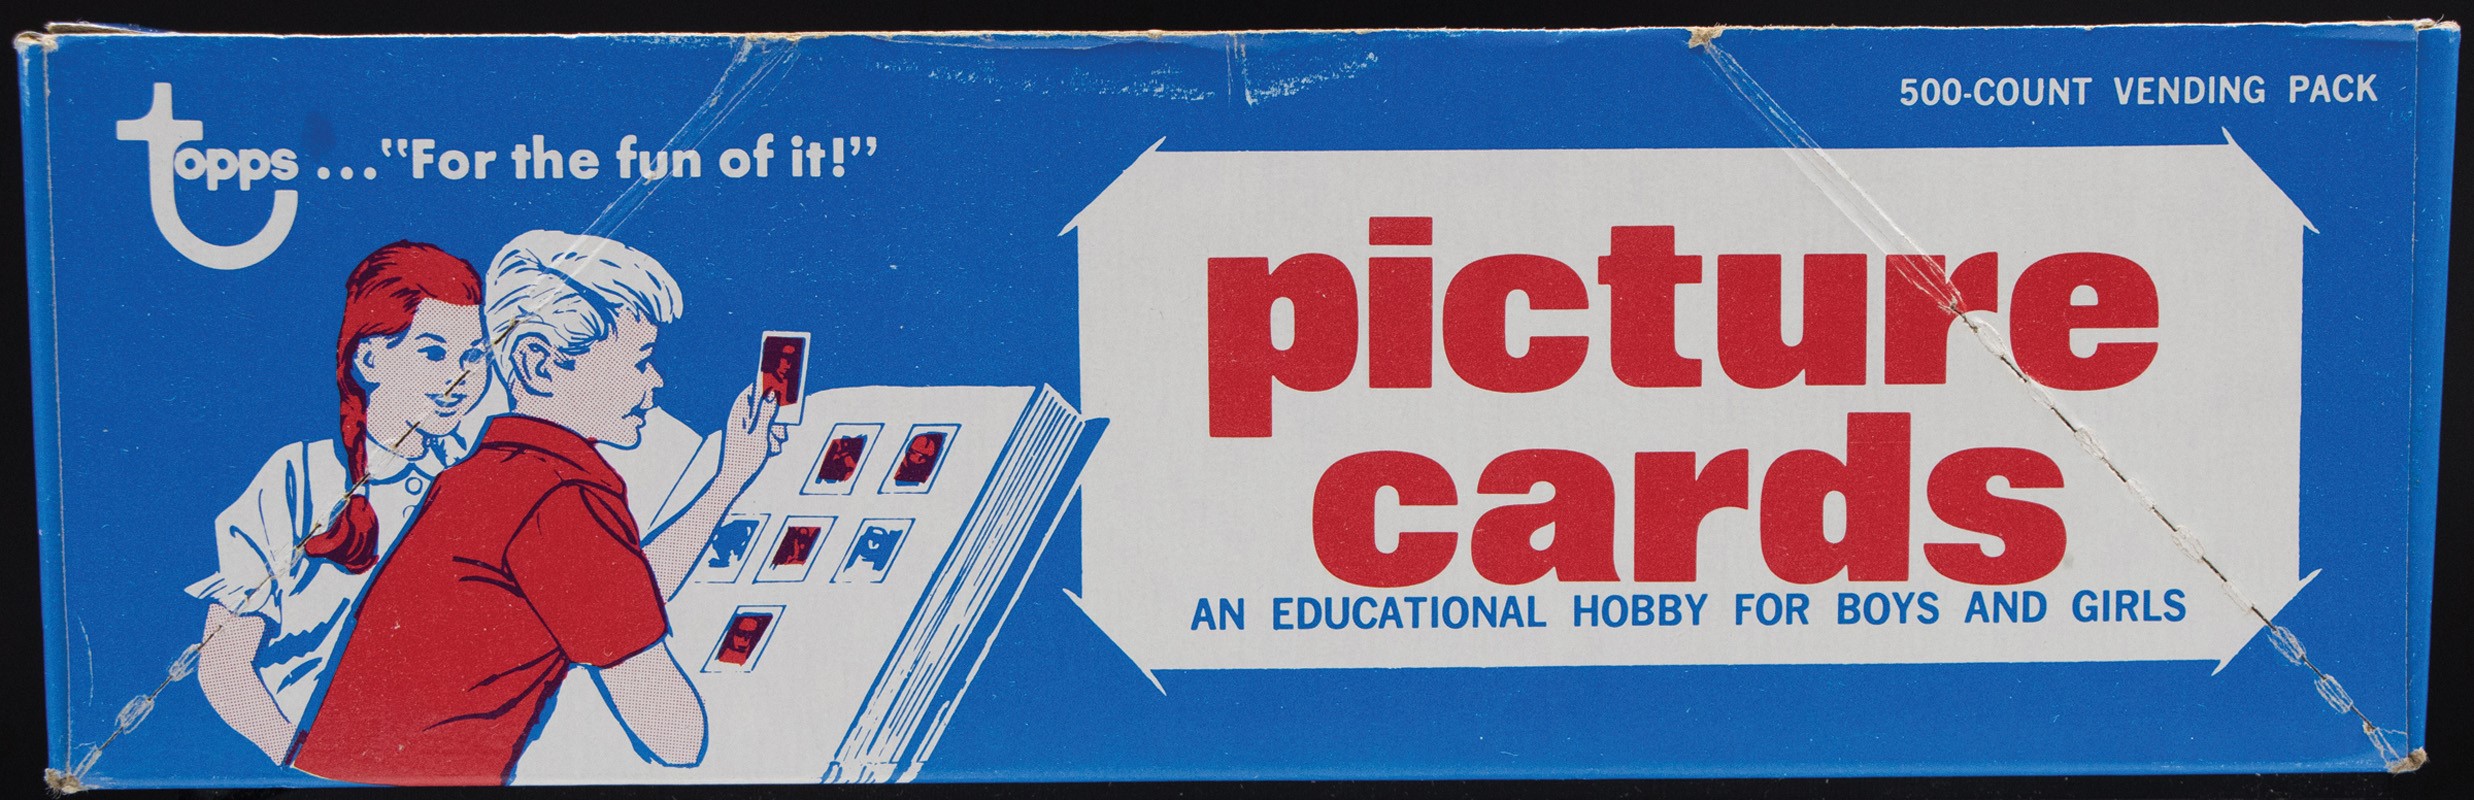 topps ..."For the fun of it!"
500-COUNT VENDING PACK
picture
cards
AN EDUCATIONAL HOBBY FOR BOYS AND GIRLS